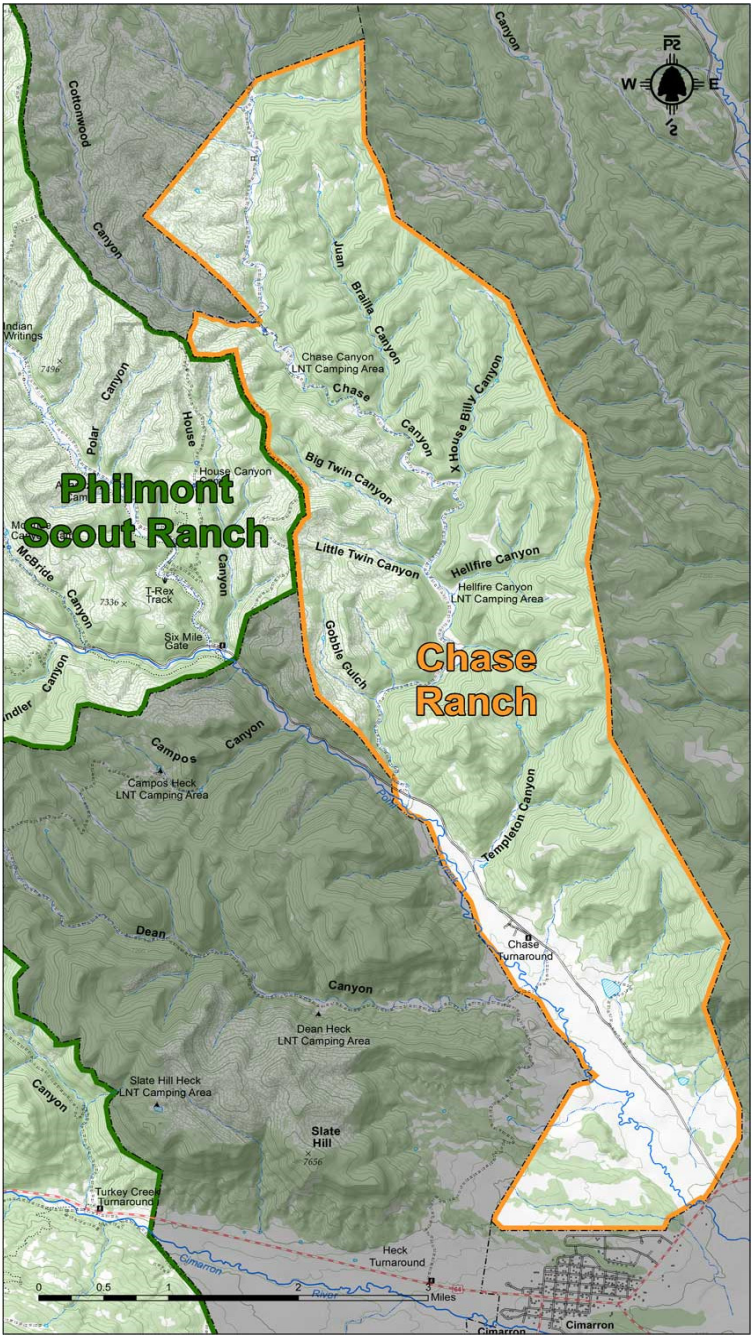 Canyon
W
E
Cottonwood
Canyon
Juan
Brailla
Canyon
Indian
Writings
7496
Polar
Canyon
House
Canyon
House Canyon
Chase Canyon
LNT Camping Area
Chase
Canyon
X House Billy Canyon
Big Twin Canyon
Philmont
Scout Ranch
Little Twin Canyon
Hellfire Canyon
Hellfire Canyon
LNT Camping Area
McBride
Canyon
7336
T-Rex
Track
Six Mile
Gate
Gobble Gulch
Chase
Ranch
Canyon
Campos
Canyon
Campos Heck
LNT Camping Area
Templeton Canyon
Chase
Turnaround
Dean
Canyon
Dean Heck
LNT Camping Area
Slate Hill Heck
LNT Camping Area
Canyon
Slate
Hill
7656
Turkey Creek
Turnaround
Heck
Turnaround
Cimarron
River
64
0
0.5
1
2
3
Miles
Cimarron
Cimarron